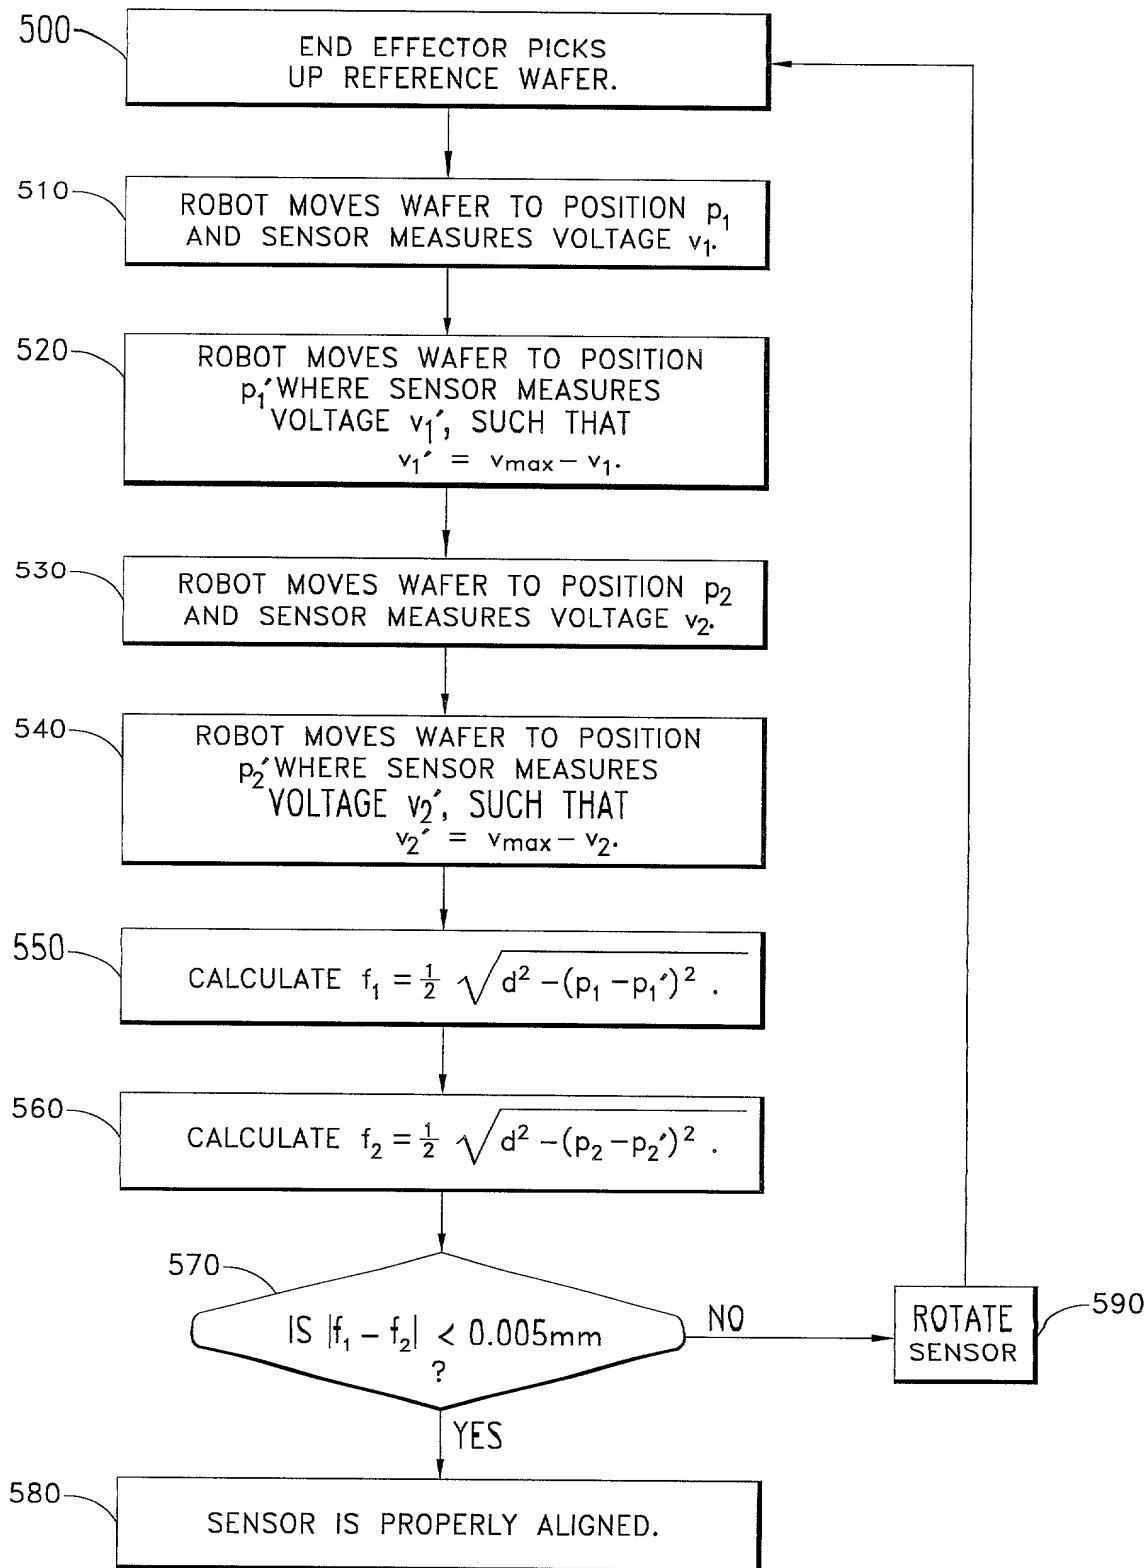 500
END EFFECTOR PICKS
UP REFERENCE WAFER.
510
ROBOT MOVES WAFER TO POSITION p₁
AND SENSOR MEASURES VOLTAGE v₁.
520
ROBOT MOVES WAFER TO POSITION
p₁′ WHERE SENSOR MEASURES
VOLTAGE v₁′, SUCH THAT
v₁′ = vmax − v₁.
530
ROBOT MOVES WAFER TO POSITION p₂
AND SENSOR MEASURES VOLTAGE v₂.
540
ROBOT MOVES WAFER TO POSITION
p₂′ WHERE SENSOR MEASURES
VOLTAGE v₂′, SUCH THAT
v₂′ = vmax − v₂.
550
CALCULATE f₁ = ½ √d² −(p₁ −p₁′)² .
560
CALCULATE f₂ = ½ √d² −(p₂ −p₂′)² .
570
IS |f₁ − f₂| < 0.005mm
?
NO
ROTATE
SENSOR
590
YES
580
SENSOR IS PROPERLY ALIGNED.